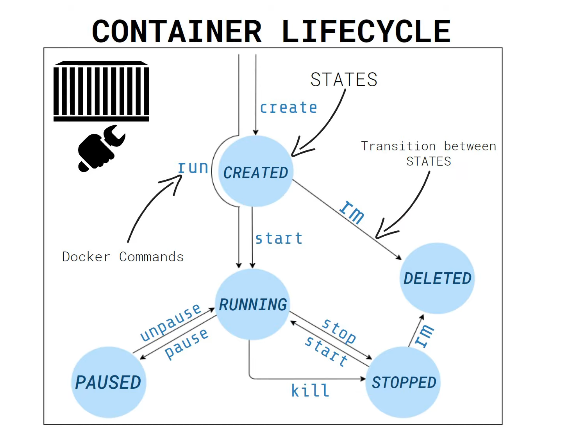 CONTAINER LIFECYCLE
STATES
create
Transition between
STATES
run
CREATED
rm
start
Docker Commands
DELETED
RUNNING
unpause
pause
stop
start
rm
PAUSED
STOPPED
kill